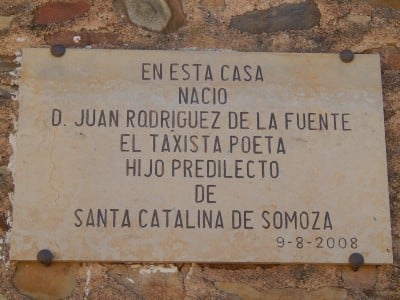 EN ESTA CASA
NACIO
D. JUAN RODRIGUEZ DE LA FUENTE
EL TAXISTA POETA
HIJO PREDILECTO
DE
SANTA CATALINA DE SOMOZA
9-8-2008